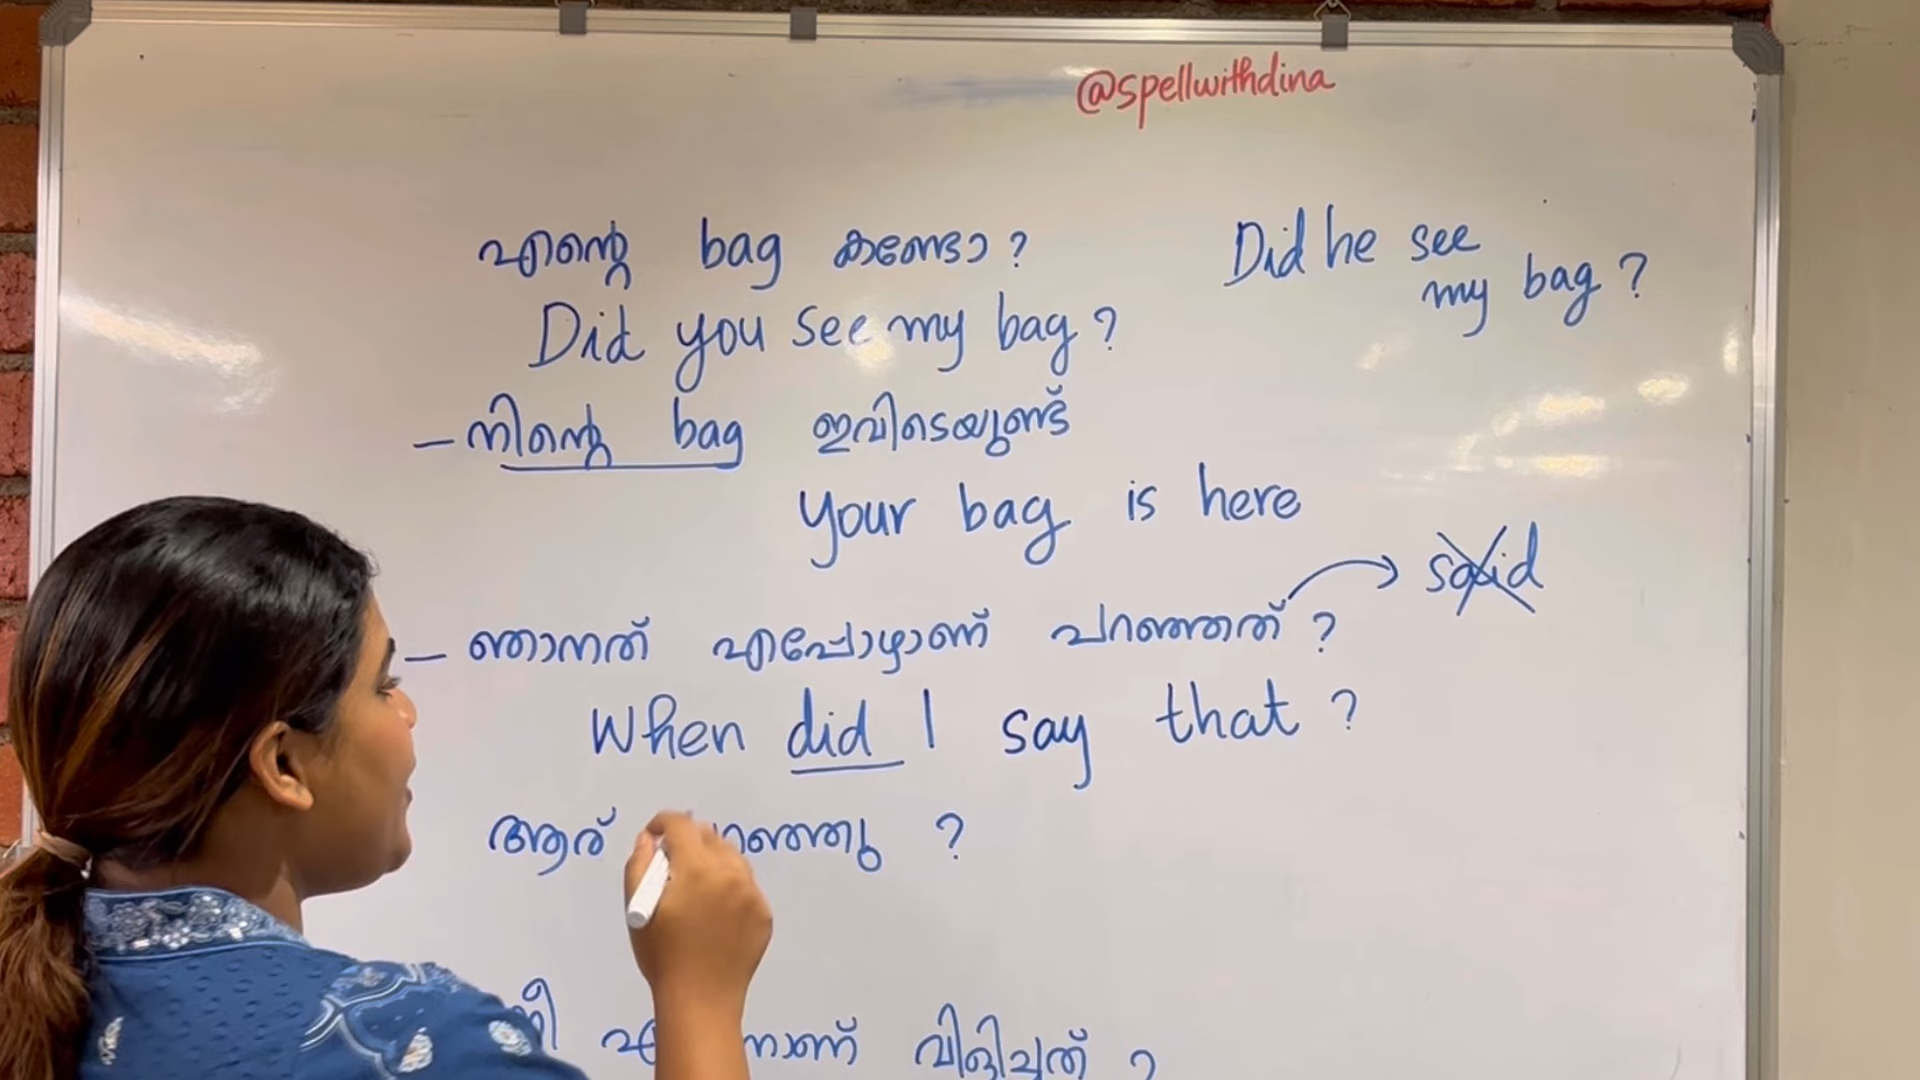 @spellwithdina
എന്റെ bag കണ്ടോ?
Did he see
my bag?
Did you see my bag?
– നിന്റെ bag ഇവിടെയുണ്ട്
Your bag is here
said
– ഞാനത് എപ്പോഴാണ് പറഞ്ഞത്?
When did I say that?
ആര് ?
വിളിച്ചത് ?